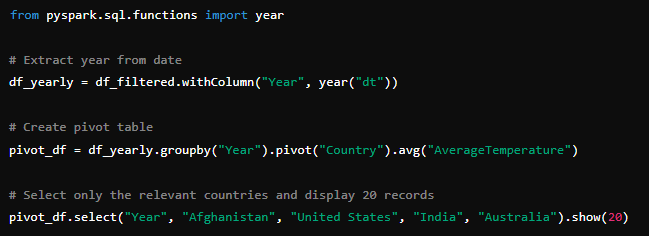 from pyspark.sql.functions import year
# Extract year from date
df_yearly = df_filtered.withColumn("Year", year("dt"))
# Create pivot table
pivot_df = df_yearly.groupby("Year").pivot("Country").avg("AverageTemperature")
# Select only the relevant countries and display 20 records
pivot_df.select("Year", "Afghanistan", "United States", "India", "Australia").show(20)